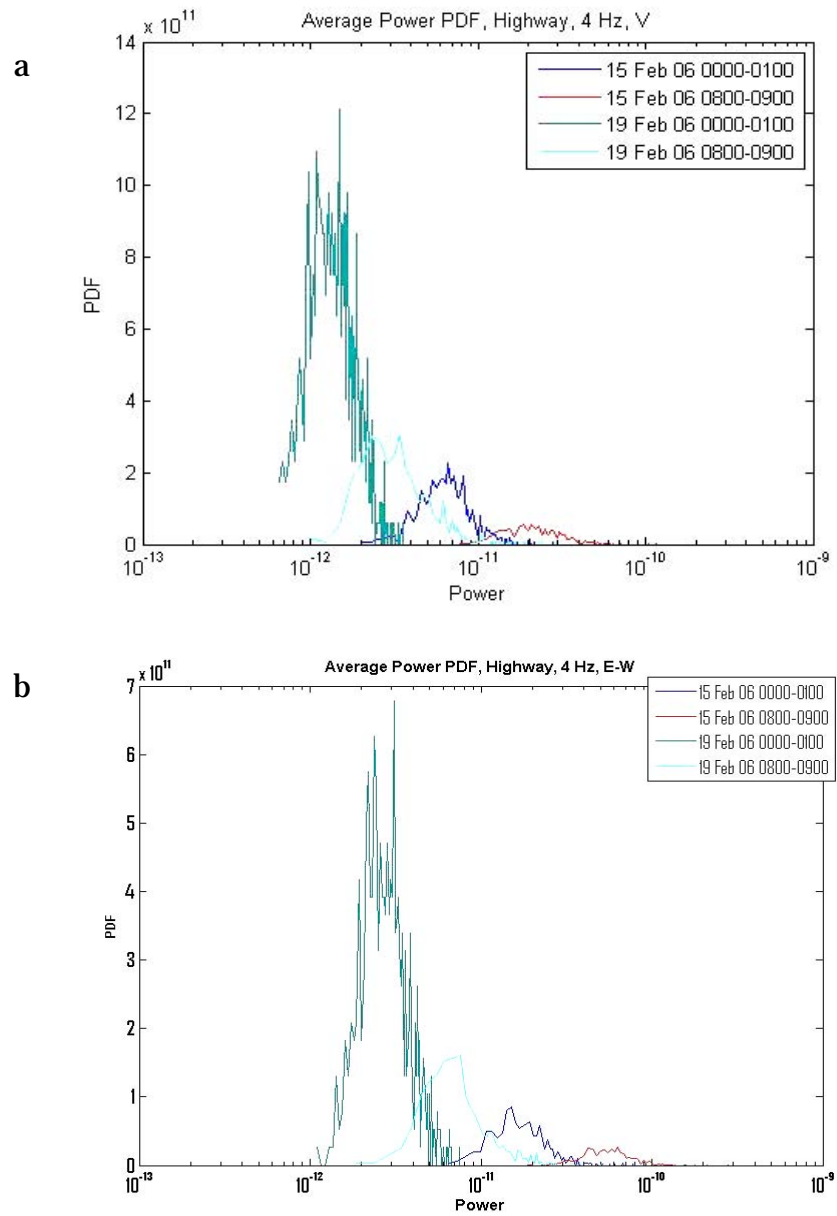 a
Average Power PDF, Highway, 4 Hz, V
x 10^11
15 Feb 06 0000-0100
15 Feb 06 0800-0900
19 Feb 06 0000-0100
19 Feb 06 0800-0900
14
12
10
8
6
4
2
0
PDF
10^-13
10^-12
10^-11
10^-10
10^-9
Power
b
Average Power PDF, Highway, 4 Hz, E-W
x 10^11
15 Feb 06 0000-0100
15 Feb 06 0800-0900
19 Feb 06 0000-0100
19 Feb 06 0800-0900
7
6
5
4
3
2
1
0
PDF
10^-13
10^-12
10^-11
10^-10
10^-9
Power